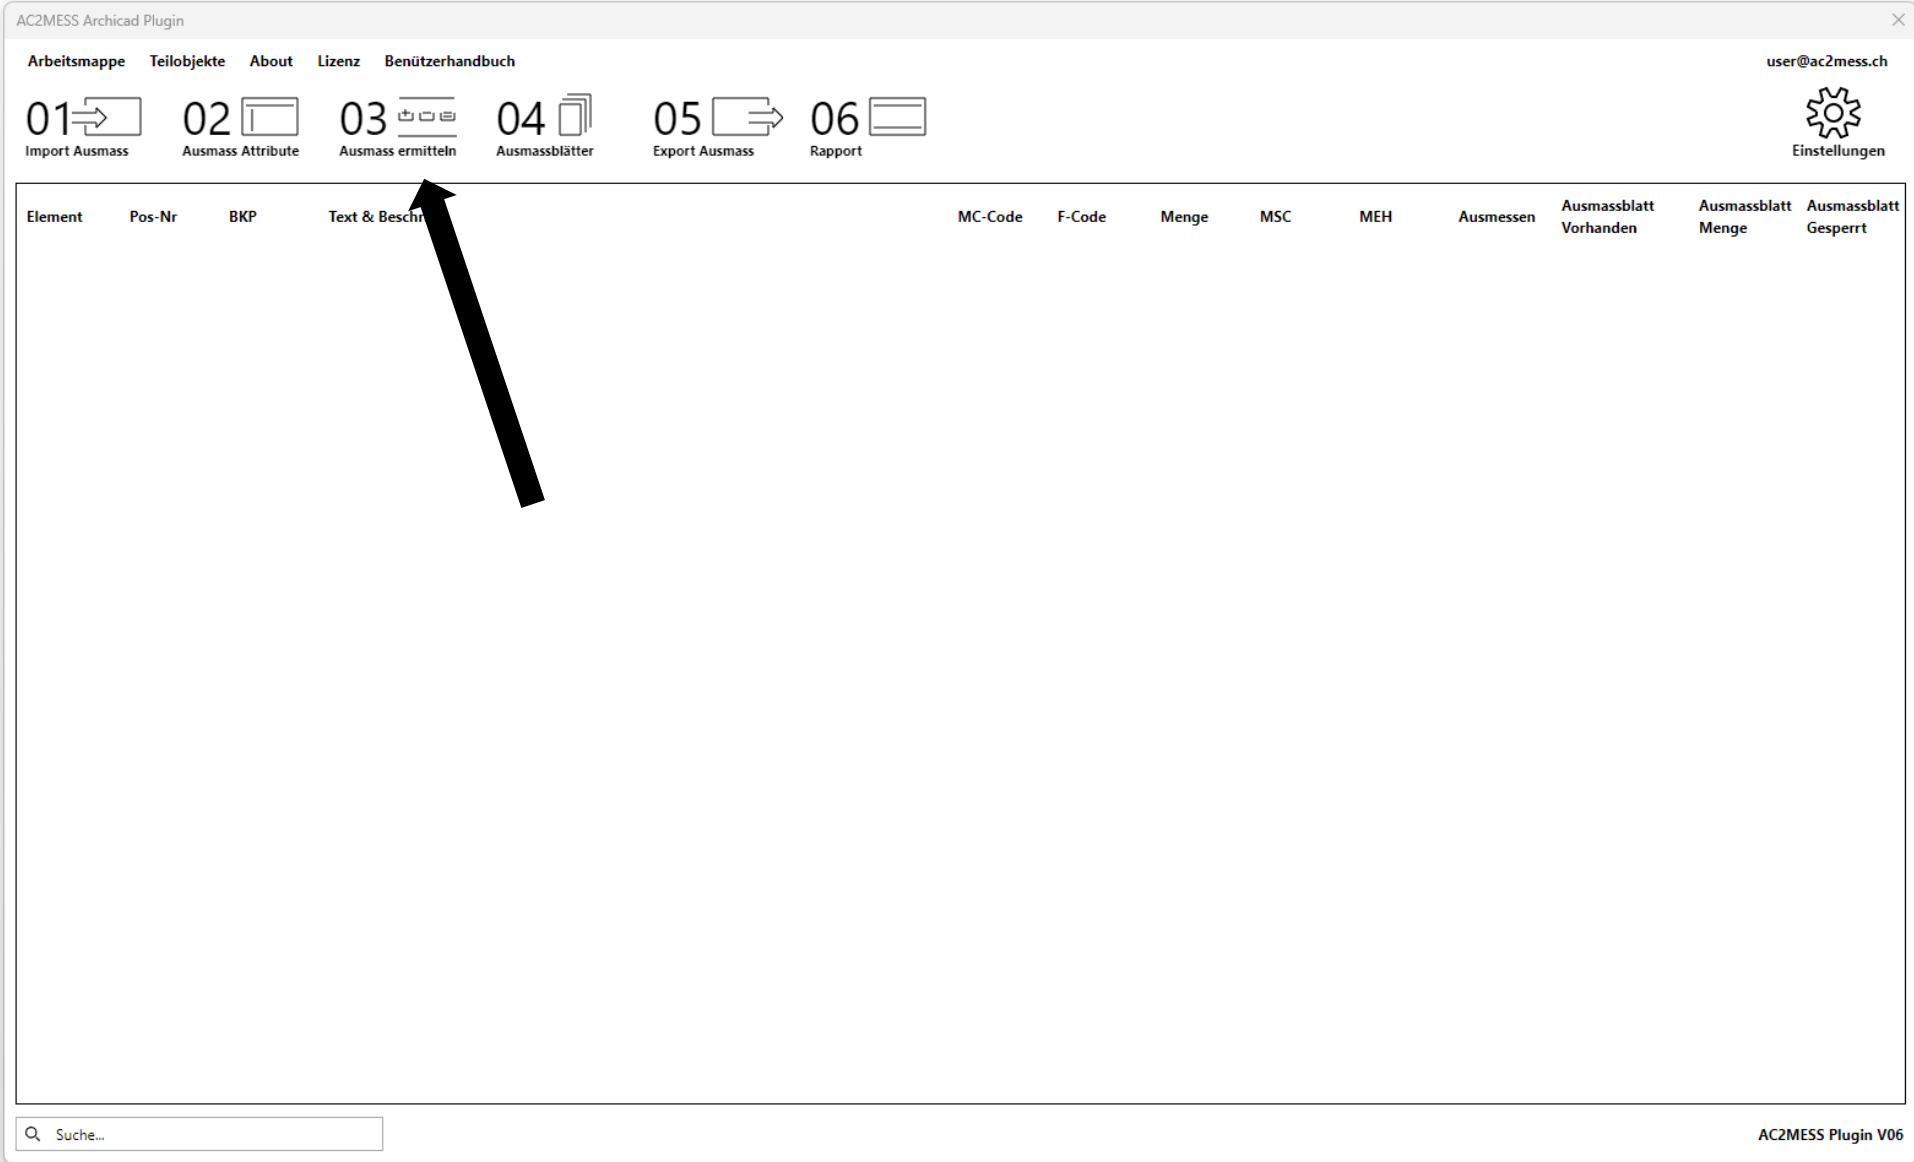 AC2MESS Archicad Plugin
Arbeitsmappe Teilobjekte About Lizenz Benützerhandbuch user@ac2mess.ch
01 02 03 04 05 06
Import Ausmass Ausmass Attribute Ausmass ermitteln Ausmassblätter Export Ausmass Rapport Einstellungen
Element Pos-Nr BKP Text & Beschr MC-Code F-Code Menge MSC MEH Ausmessen Ausmassblatt Vorhanden Ausmassblatt Menge Ausmassblatt Gesperrt
Suche... AC2MESS Plugin V06